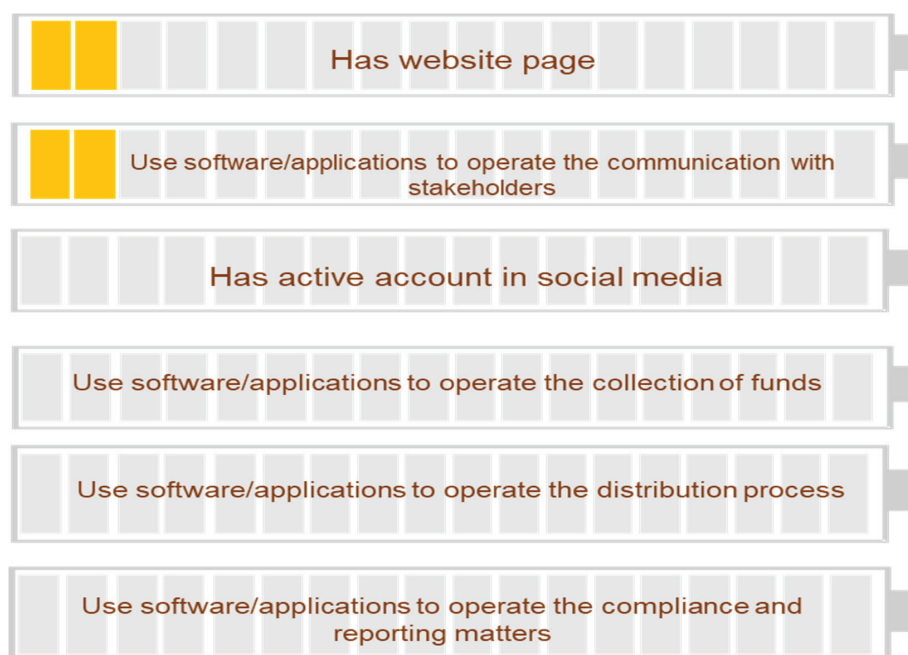 Has website page
Use software/applications to operate the communication with
stakeholders
Has active account in social media
Use software/applications to operate the collection of funds
Use software/applications to operate the distribution process
Use software/applications to operate the compliance and
reporting matters